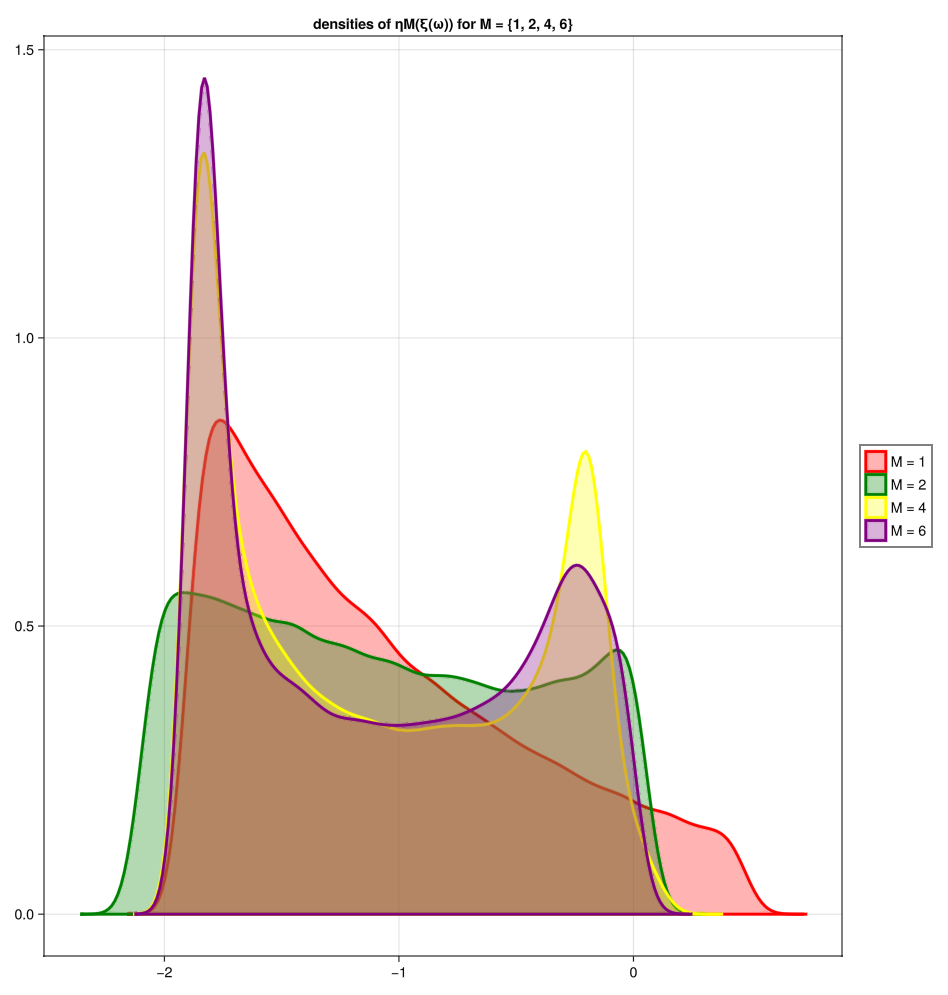 densities of ηM(ξ(ω)) for M = {1, 2, 4, 6}
1.5
1.0
0.5
0.0
−2
−1
0
M = 1
M = 2
M = 4
M = 6